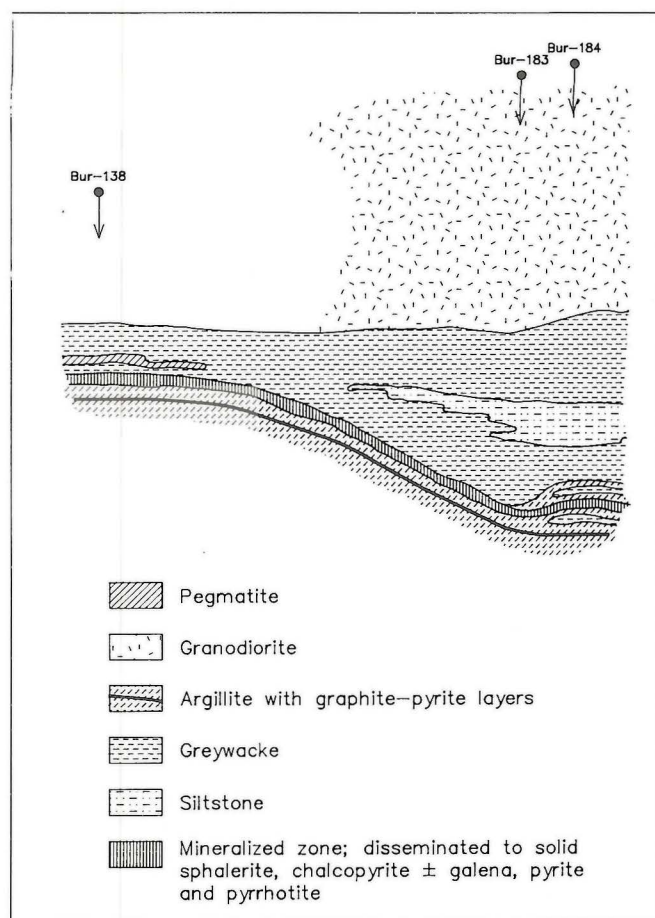 Bur-184
Bur-183
Bur-138
Pegmatite
Granodiorite
Argillite with graphite-pyrite layers
Greywacke
Siltstone
Mineralized zone; disseminated to solid
sphalerite, chalcopyrite ± galena, pyrite
and pyrrhotite